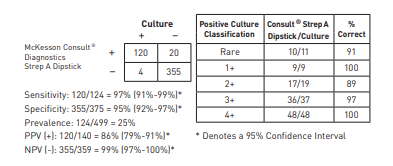 Culture
+ –
McKesson Consult®
Diagnostics
Strep A Dipstick
+ 120 20
– 4 355
Sensitivity: 120/124 = 97% (91%-99%)*
Specificity: 355/375 = 95% (92%-97%)*
Prevalence: 124/499 = 25%
PPV (+): 120/140 = 86% (79%-91%)*
NPV (-): 355/359 = 99% (97%-100%)*
Positive Culture Classification Consult® Strep A Dipstick /Culture % Correct
Rare 10/11 91
1+ 9/9 100
2+ 17/19 89
3+ 36/37 97
4+ 48/48 100
* Denotes a 95% Confidence Interval